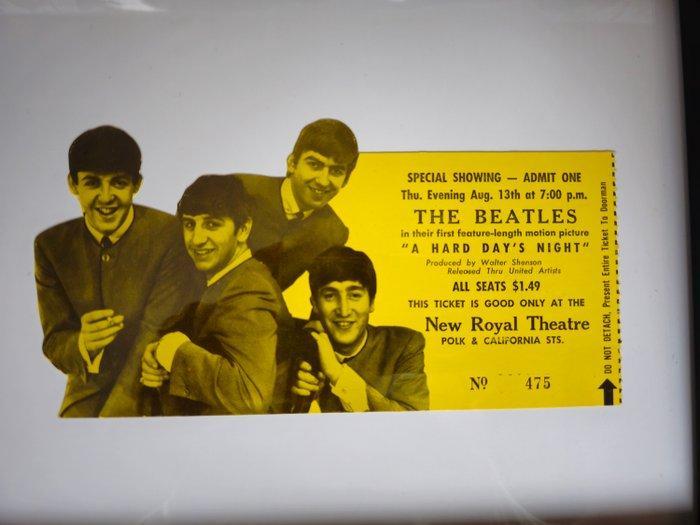 SPECIAL SHOWING — ADMIT ONE
Thu. Evening Aug. 13th at 7:00 p.m.
THE BEATLES
in their first feature-length motion picture
"A HARD DAY'S NIGHT"
Produced by Walter Shenson
Released Thru United Artists
ALL SEATS $1.49
THIS TICKET IS GOOD ONLY AT THE
New Royal Theatre
POLK & CALIFORNIA STS.
Nº 475
DO NOT DETACH, Present Entire Ticket To Doorman